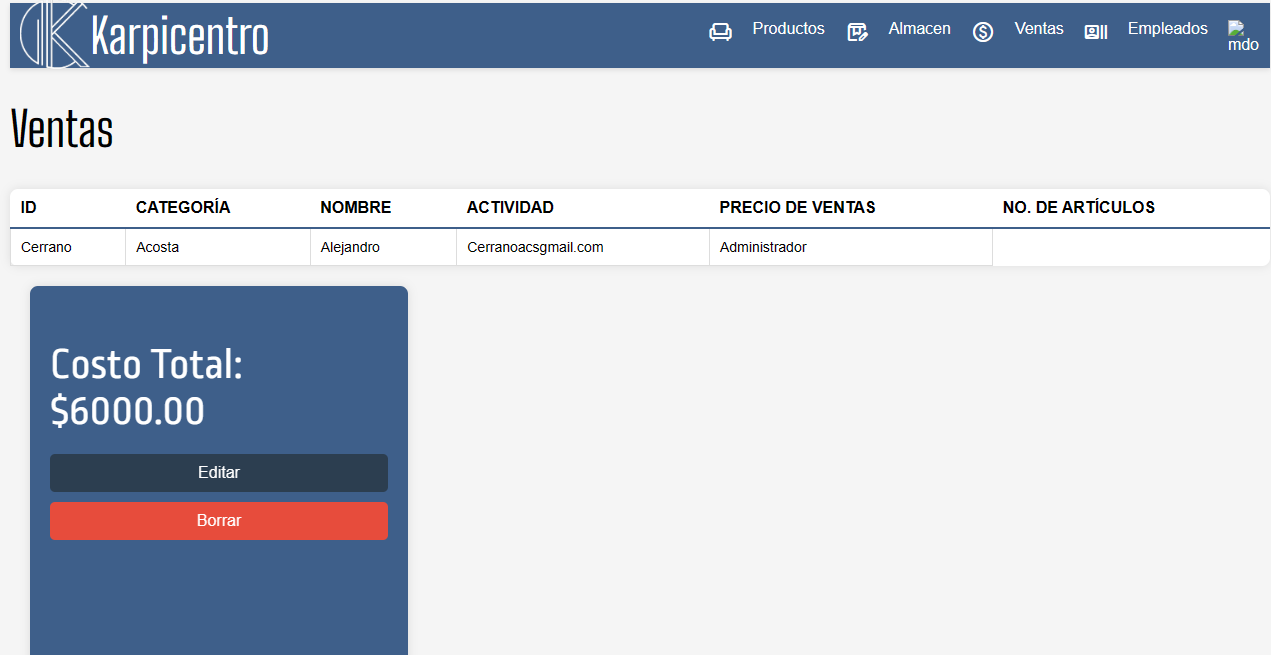 Karpicentro
Productos Almacen Ventas Empleados mdo
Ventas
ID CATEGORÍA NOMBRE ACTIVIDAD PRECIO DE VENTAS NO. DE ARTÍCULOS
Cerrano Acosta Alejandro Cerranoacsgmail.com Administrador
Costo Total:
$6000.00
Editar
Borrar